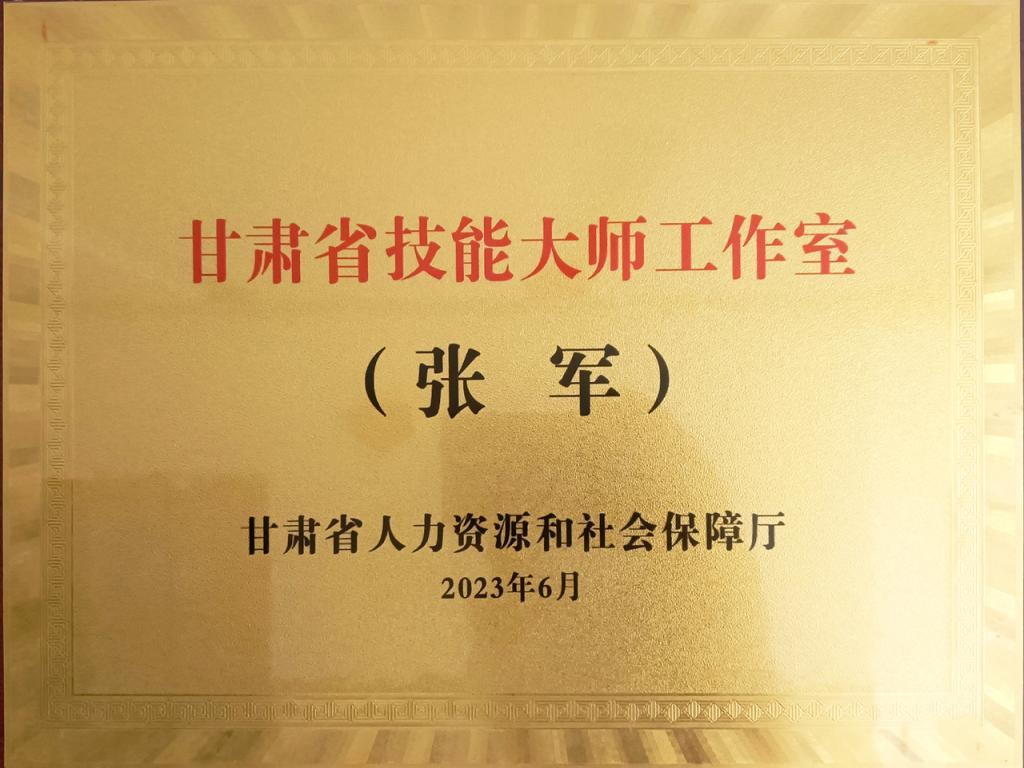 甘肃省技能大师工作室
（张 军）
甘肃省人力资源和社会保障厅
2023年6月